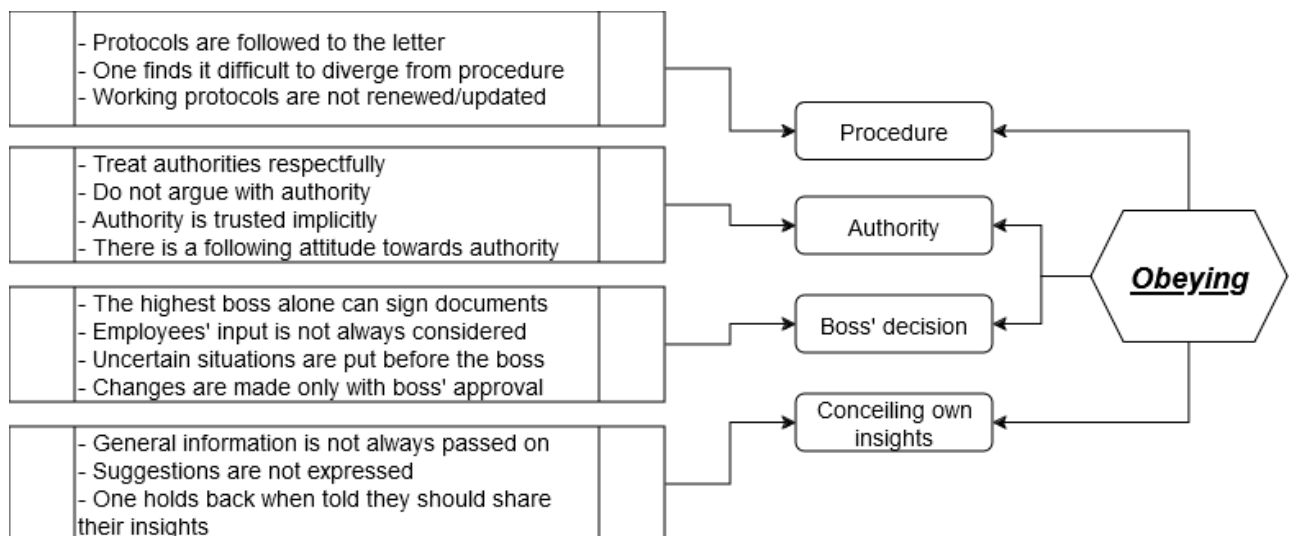 - Protocols are followed to the letter
- One finds it difficult to diverge from procedure
- Working protocols are not renewed/updated
Procedure
- Treat authorities respectfully
- Do not argue with authority
- Authority is trusted implicitly
- There is a following attitude towards authority
Authority
Obeying
- The highest boss alone can sign documents
- Employees' input is not always considered
- Uncertain situations are put before the boss
- Changes are made only with boss' approval
Boss' decision
- General information is not always passed on
- Suggestions are not expressed
- One holds back when told they should share
their insights
Conceiling own
insights